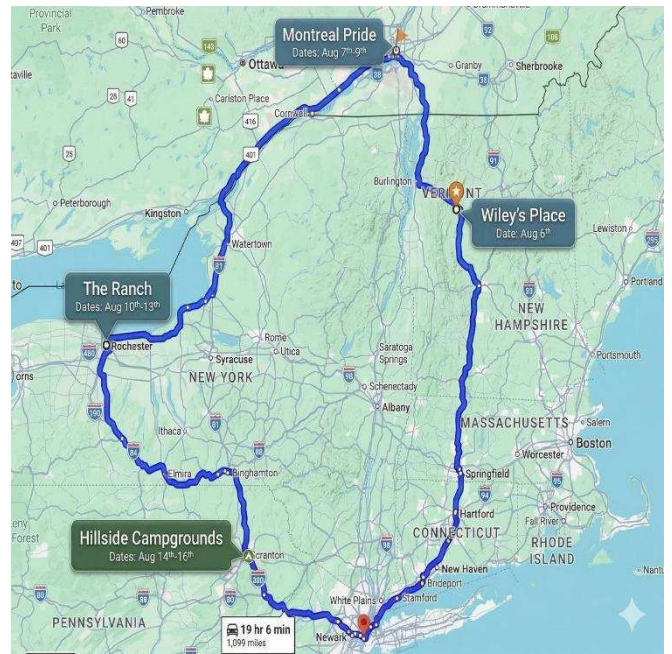 Provincial
Park
Pembroke
Montreal Pride
Dates: Aug 7th-9th
Ottawa
Granby
Sherbrooke
Carlston Place
Cornwall
416
401
Burlington
VERMONT
Wiley's Place
Date: Aug 6th
Peterborough
Kingston
Watertown
Lewiston
Portland
The Ranch
Dates: Aug 10th-13th
Rochester
Rome
Utica
Syracuse
NEW YORK
Saratoga
Springs
NEW
HAMPSHIRE
Portsmouth
Schenectady
Albany
MASSACHUSETTS
Salem
Boston
Worcester
Ithaca
Elmira
Binghamton
Springfield
Hartford
CONNECTICUT
Providence
Fall River
RHODE
ISLAND
Hillside Campgrounds
Dates: Aug 14th-16th
Scranton
New Haven
Brideport
Stamford
White Plains
Newark
PENNSYLVANIA
19 hr 6 min
1,099 miles